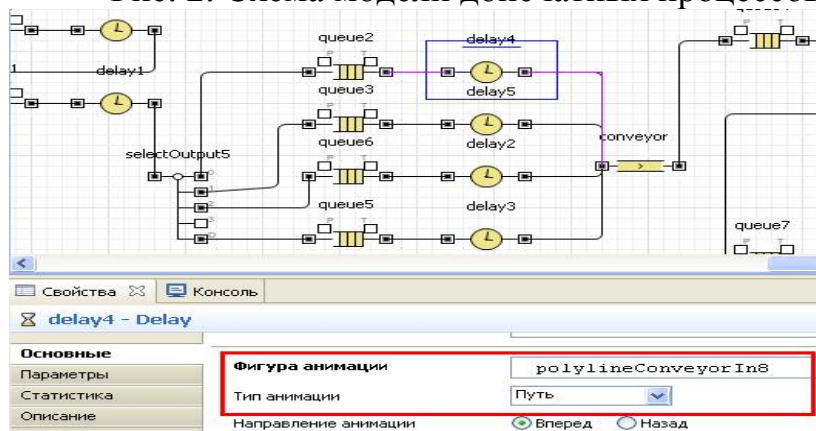 queue2
delay4
delay1
queue3
delay5
conveyor
selectOutput5
queue6
delay2
queue5
delay3
queue7
Свойства
Консоль
delay4 - Delay
Основные
Параметры
Статистика
Описание
Фигура анимации
polylineConveyorIn8
Тип анимации
Путь
Направление анимации
Вперед
Назад